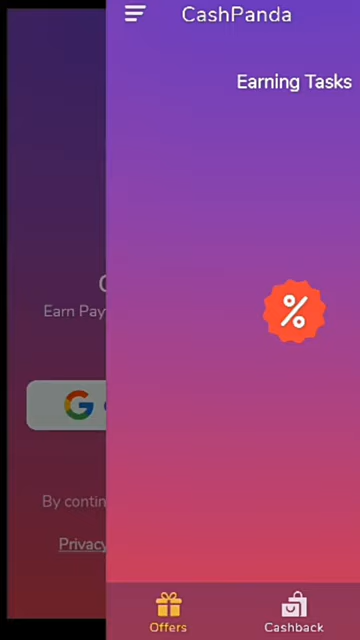 CashPanda
Earning Tasks
Earn Pay
By contin
Privacy
Offers
Cashback